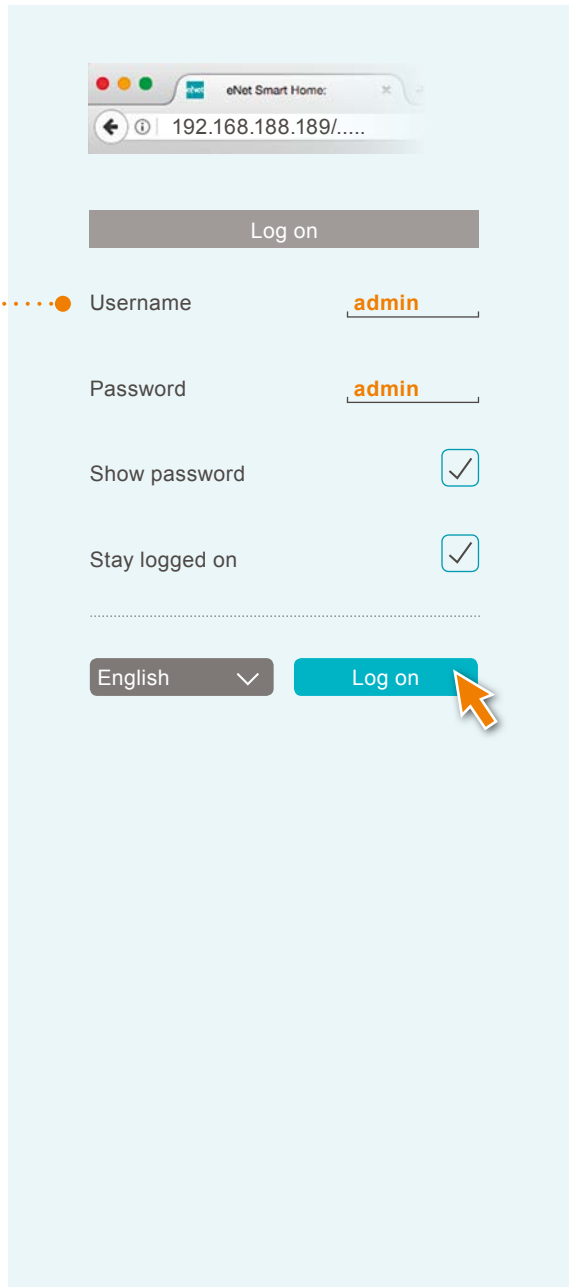 eNet eNet Smart Home:
192.168.188.189/.....
Log on
Username admin
Password admin
Show password
Stay logged on
English Log on